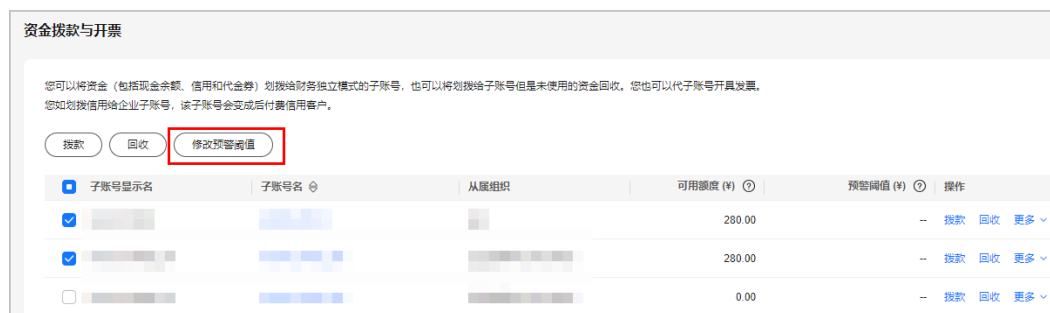 资金拨款与开票
您可以将资金（包括现金余额、信用和代金券）划拨给财务独立模式的子账号，也可以将划拨给子账号但是未使用的资金回收。您也可以代子账号开具发票。
您如划拨信用给企业子账号，该子账号会变成后付费信用客户。
拨款 回收 修改预警阈值
子账号显示名 子账号名 从属组织 可用额度 (¥) 预警阈值 (¥) 操作
280.00 -- 拨款 回收 更多
280.00 -- 拨款 回收 更多
0.00 -- 拨款 回收 更多